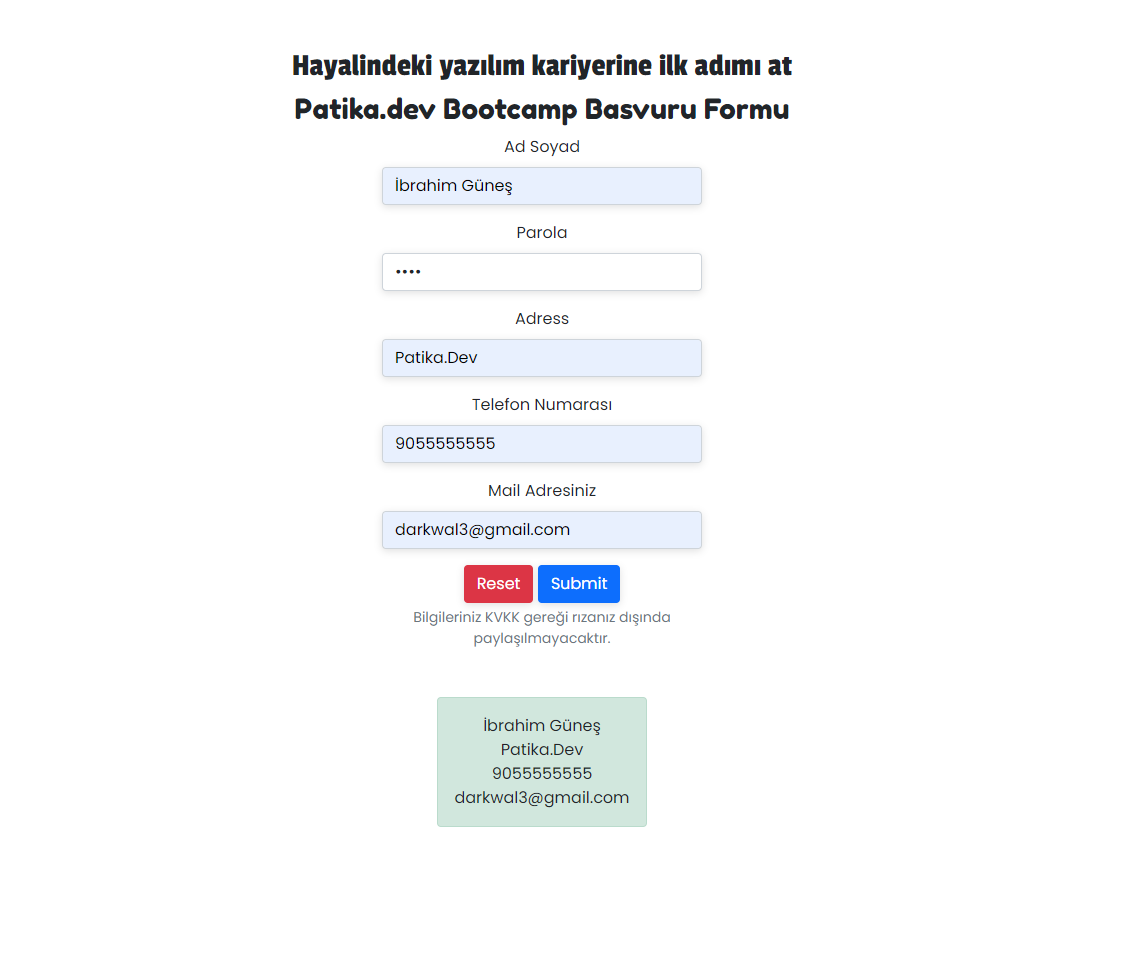 Hayalindeki yazılım kariyerine ilk adımı at
Patika.dev Bootcamp Basvuru Formu
Ad Soyad
İbrahim Güneş
Parola
••••
Adress
Patika.Dev
Telefon Numarası
9055555555
Mail Adresiniz
darkwal3@gmail.com
Reset Submit
Bilgileriniz KVKK gereği rızanız dışında
paylaşılmayacaktır.
İbrahim Güneş
Patika.Dev
9055555555
darkwal3@gmail.com